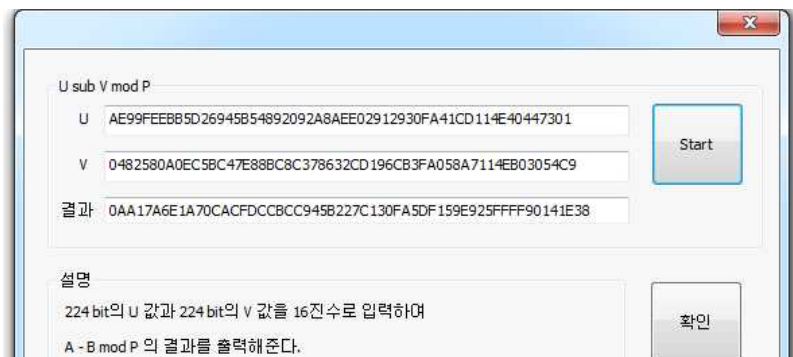 U sub V mod P
U AE99FEEBB5D26945B54892092A8AEE02912930FA41CD114E40447301
Start
V 0482580A0EC5BC47E88BC8C378632CD196CB3FA058A7114EB03054C9
결과 0AA17A6E1A70CACFDCCBCC945B227C130FA5DF159E925FFFF90141E38
설명
224 bit의 U 값과 224 bit의 V 값을 16진수로 입력하여
확인
A - B mod P 의 결과를 출력해준다.